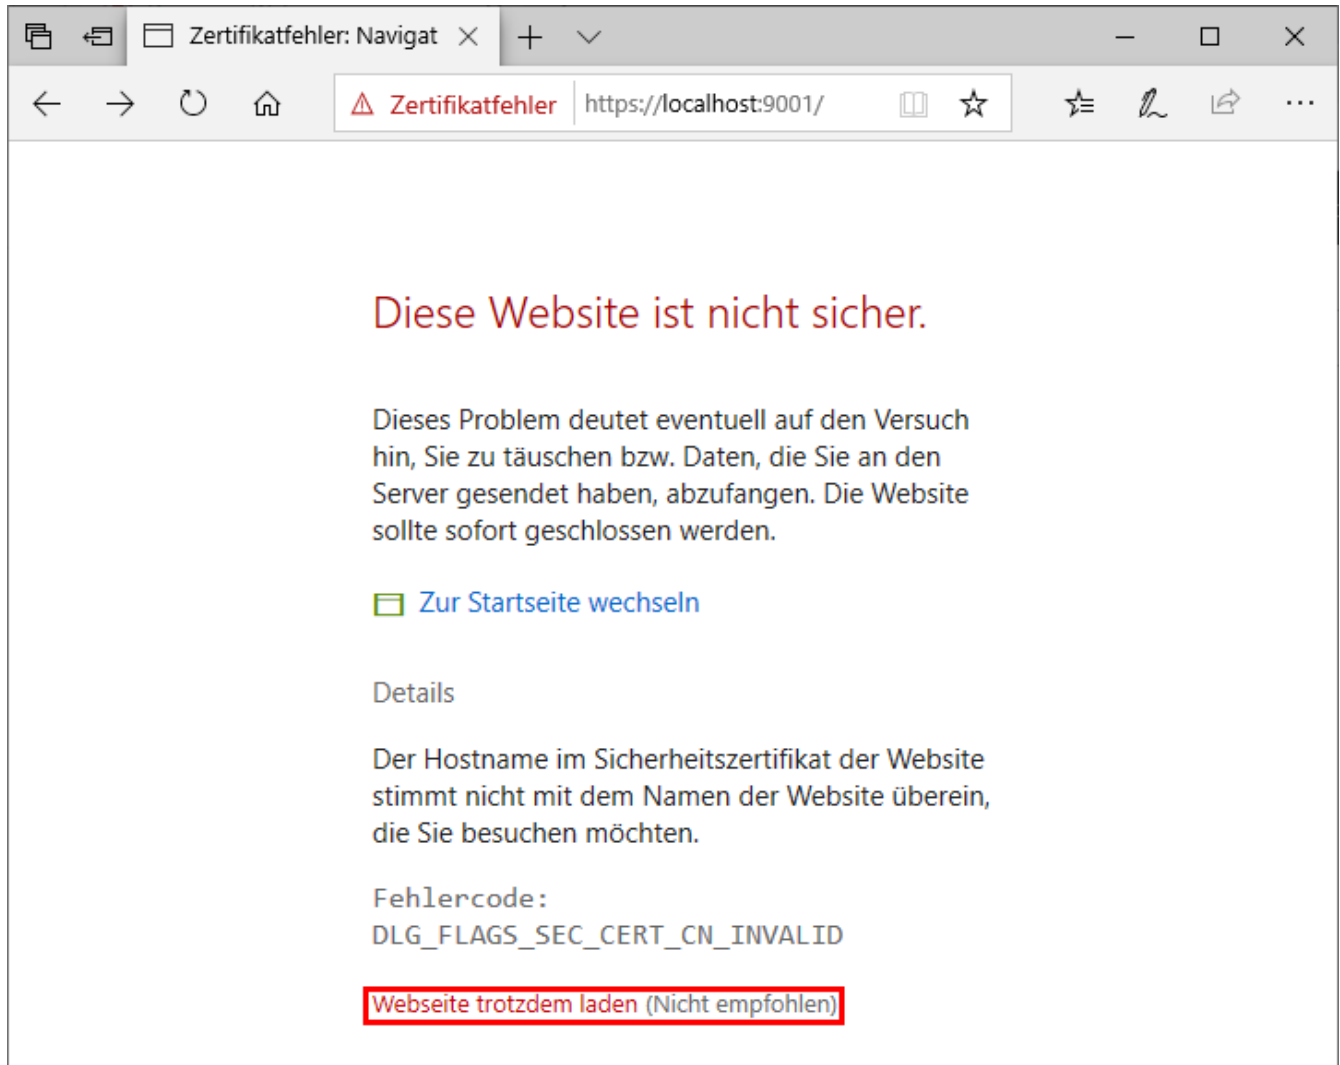 Zertifikatfehler: Navigat
Zertifikatfehler https://localhost:9001/
Diese Website ist nicht sicher.
Dieses Problem deutet eventuell auf den Versuch
hin, Sie zu täuschen bzw. Daten, die Sie an den
Server gesendet haben, abzufangen. Die Website
sollte sofort geschlossen werden.
Zur Startseite wechseln
Details
Der Hostname im Sicherheitszertifikat der Website
stimmt nicht mit dem Namen der Website überein,
die Sie besuchen möchten.
Fehlercode:
DLG_FLAGS_SEC_CERT_CN_INVALID
Webseite trotzdem laden (Nicht empfohlen)